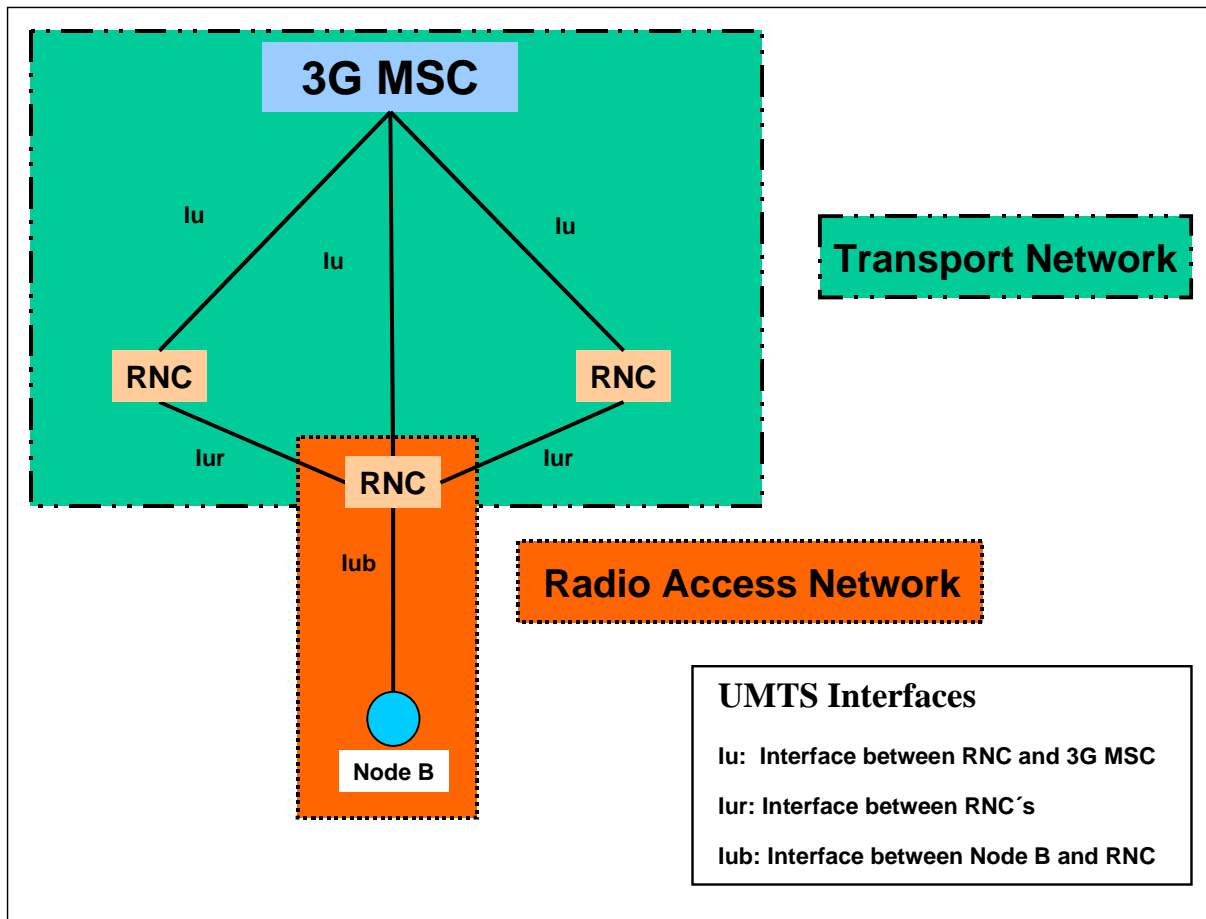 3G MSC
Iu
Iu
Iu
Transport Network
RNC
RNC
Iur
RNC
Iur
Iub
Radio Access Network
Node B
UMTS Interfaces
Iu: Interface between RNC and 3G MSC
Iur: Interface between RNC´s
Iub: Interface between Node B and RNC